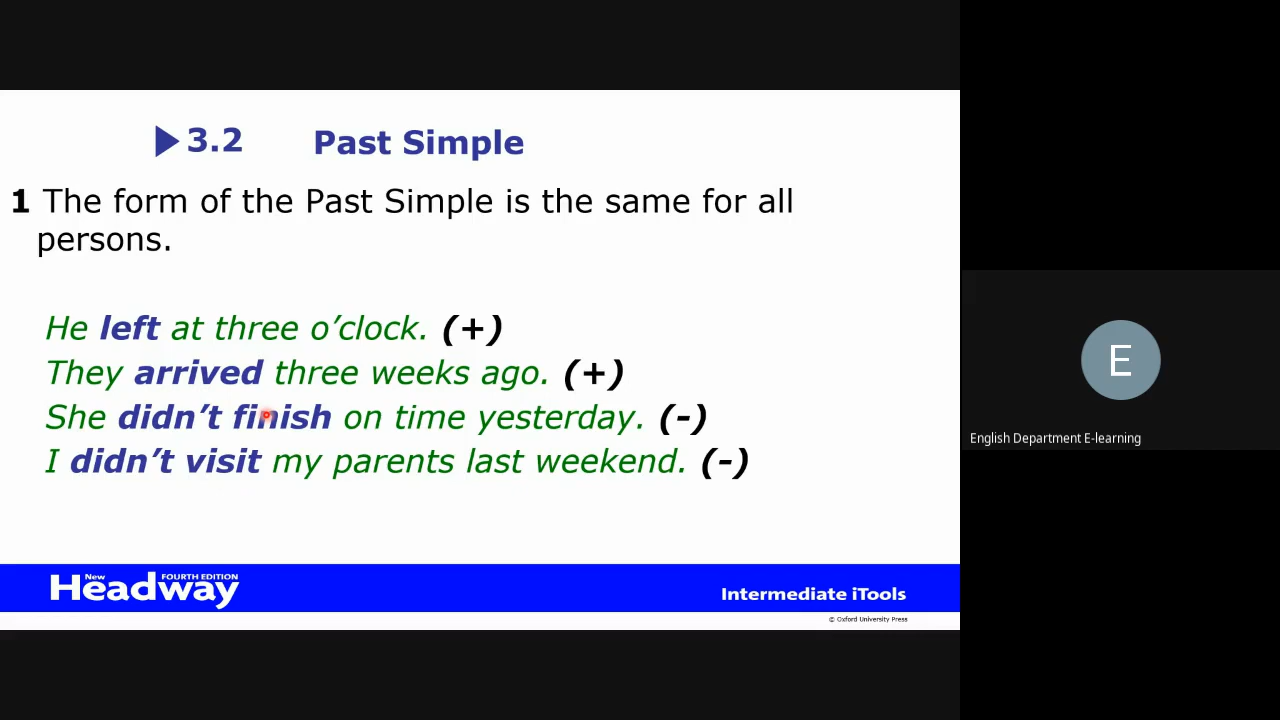 3.2 Past Simple
1 The form of the Past Simple is the same for all
persons.
He left at three o’clock. (+)
They arrived three weeks ago. (+)
She didn’t finish on time yesterday. (-)
I didn’t visit my parents last weekend. (-)
New Headway FOURTH EDITION
Intermediate iTools
© Oxford University Press
E
English Department E-learning